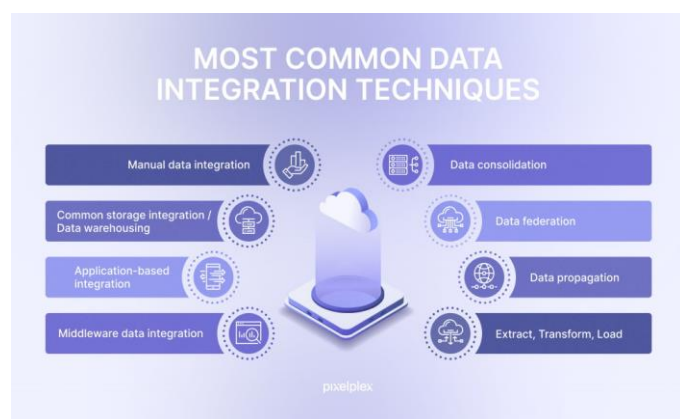 MOST COMMON DATA
INTEGRATION TECHNIQUES
Manual data integration
Data consolidation
Common storage integration /
Data warehousing
Data federation
Application-based
integration
Data propagation
Middleware data integration
Extract, Transform, Load
pixelplex